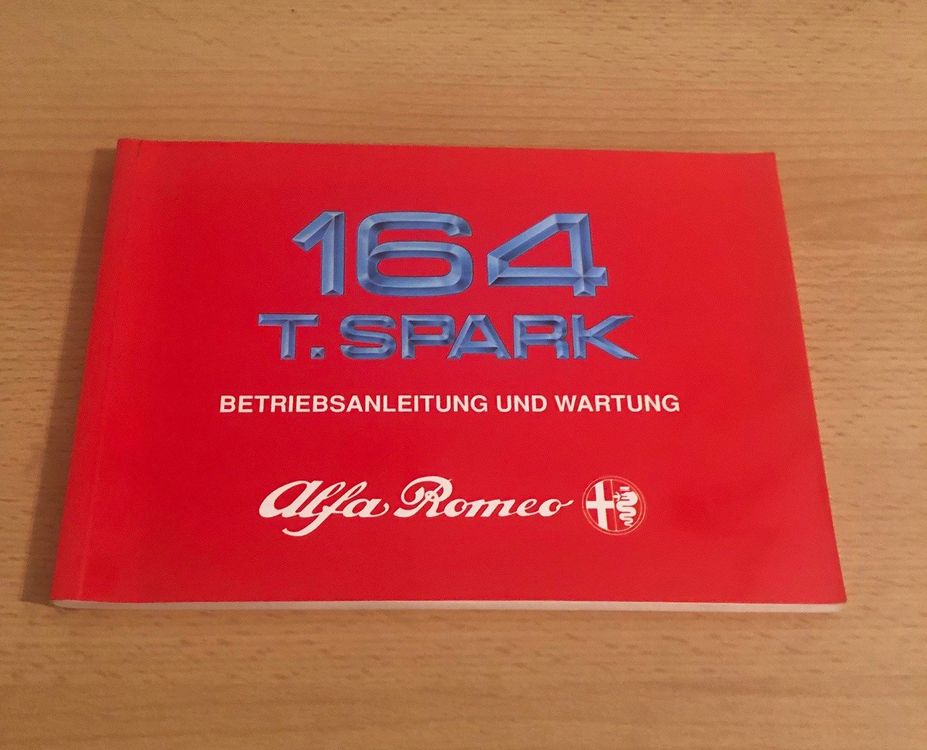 164
T. SPARK
BETRIEBSANLEITUNG UND WARTUNG
Alfa Romeo